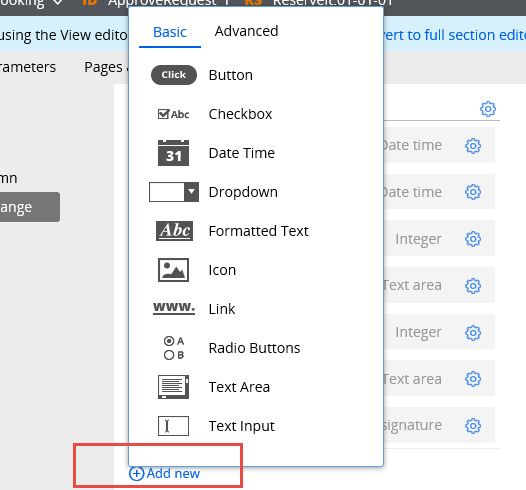 ooking ID ApproveRequest_1 RS ReserveIt:01-01-01
using the View edito vert to full section edito
rameters Pages
Basic Advanced
Click Button
Abc Checkbox
Date time
31 Date Time
mn
Dropdown Date time
ange
Abc Formatted Text Integer
Icon
Text area
www. Link
Integer
A
B Radio Buttons
Text Area Text area
Text Input signature
Add new